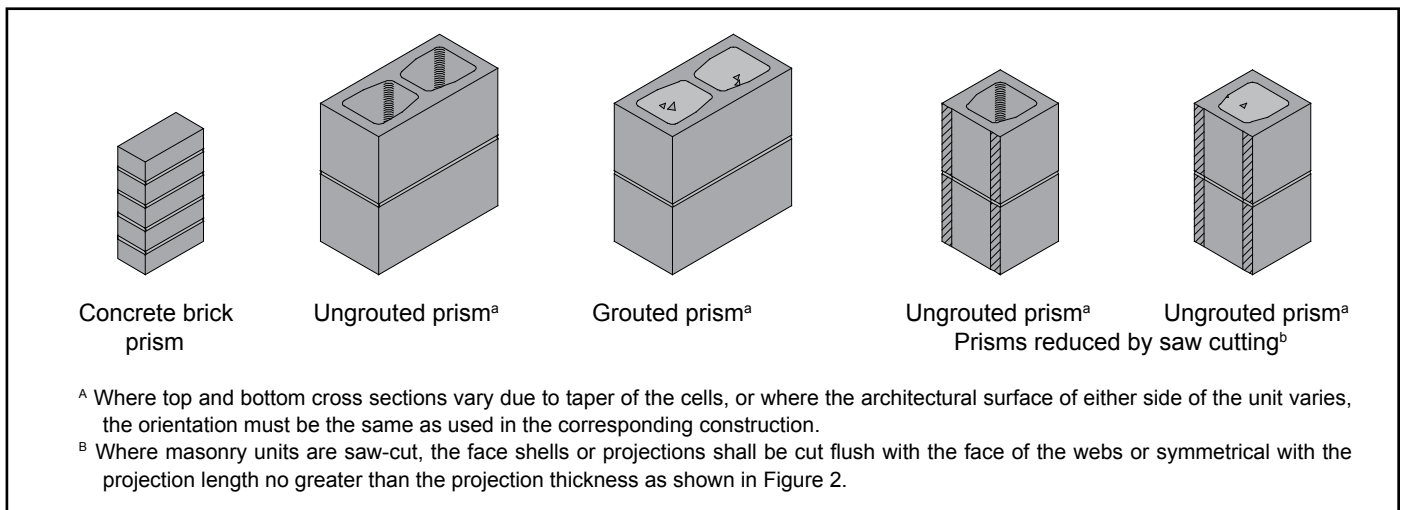 Concrete brick
prism
Ungrouted prismᵃ
Grouted prismᵃ
Ungrouted prismᵃ
Ungrouted prismᵃ
Prisms reduced by saw cuttingᵇ
ᴬ Where top and bottom cross sections vary due to taper of the cells, or where the architectural surface of either side of the unit varies,
the orientation must be the same as used in the corresponding construction.
ᴮ Where masonry units are saw-cut, the face shells or projections shall be cut flush with the face of the webs or symmetrical with the
projection length no greater than the projection thickness as shown in Figure 2.